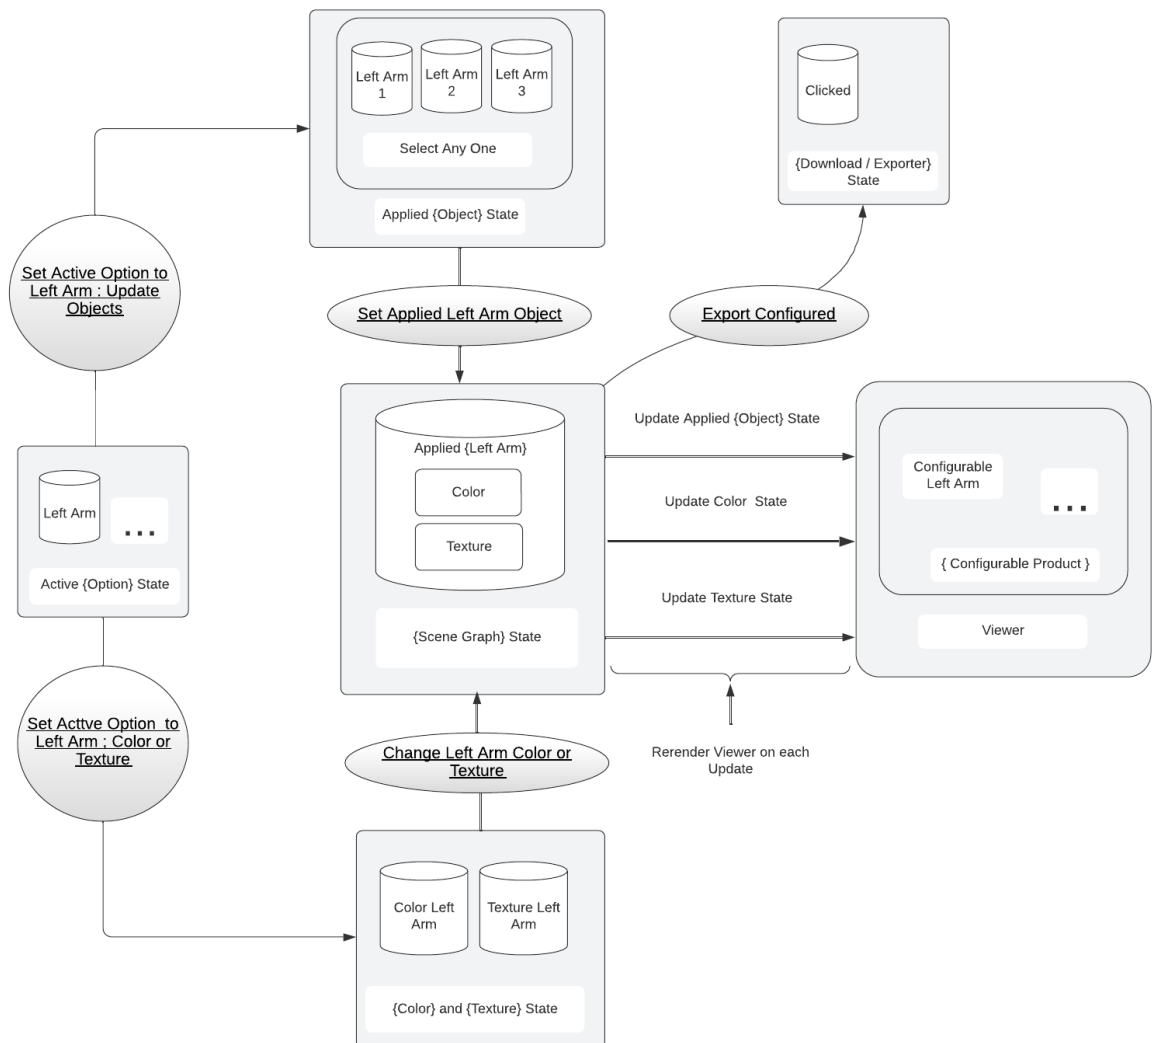 Left Arm
1
Left Arm
2
Left Arm
3
Select Any One
Applied {Object} State
Clicked
{Download / Exporter}
State
Set Active Option to
Left Arm : Update
Objects
Set Applied Left Arm Object
Export Configured
Applied {Left Arm}
Color
Texture
{Scene Graph} State
Update Applied {Object} State
Update Color State
Update Texture State
Configurable
Left Arm
...
{ Configurable Product }
Viewer
Left Arm
...
Active {Option} State
Set Acttve Option to
Left Arm ; Color or
Texture
Change Left Arm Color or
Texture
Rerender Viewer on each
Update
Color Left
Arm
Texture Left
Arm
{Color} and {Texture} State